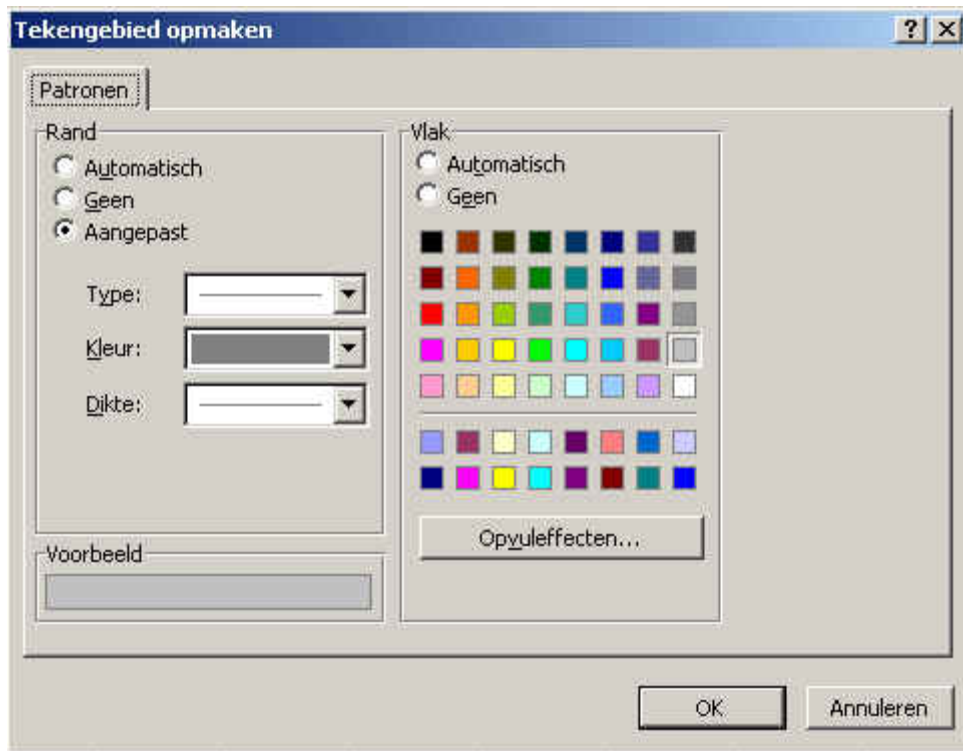 Tekengebied opmaken
Patronen
Rand
Automatisch
Geen
Aangepast
Type:
Kleur:
Dikte:
Voorbeeld
Vlak
Automatisch
Geen
Opvuleffecten...
OK
Annuleren